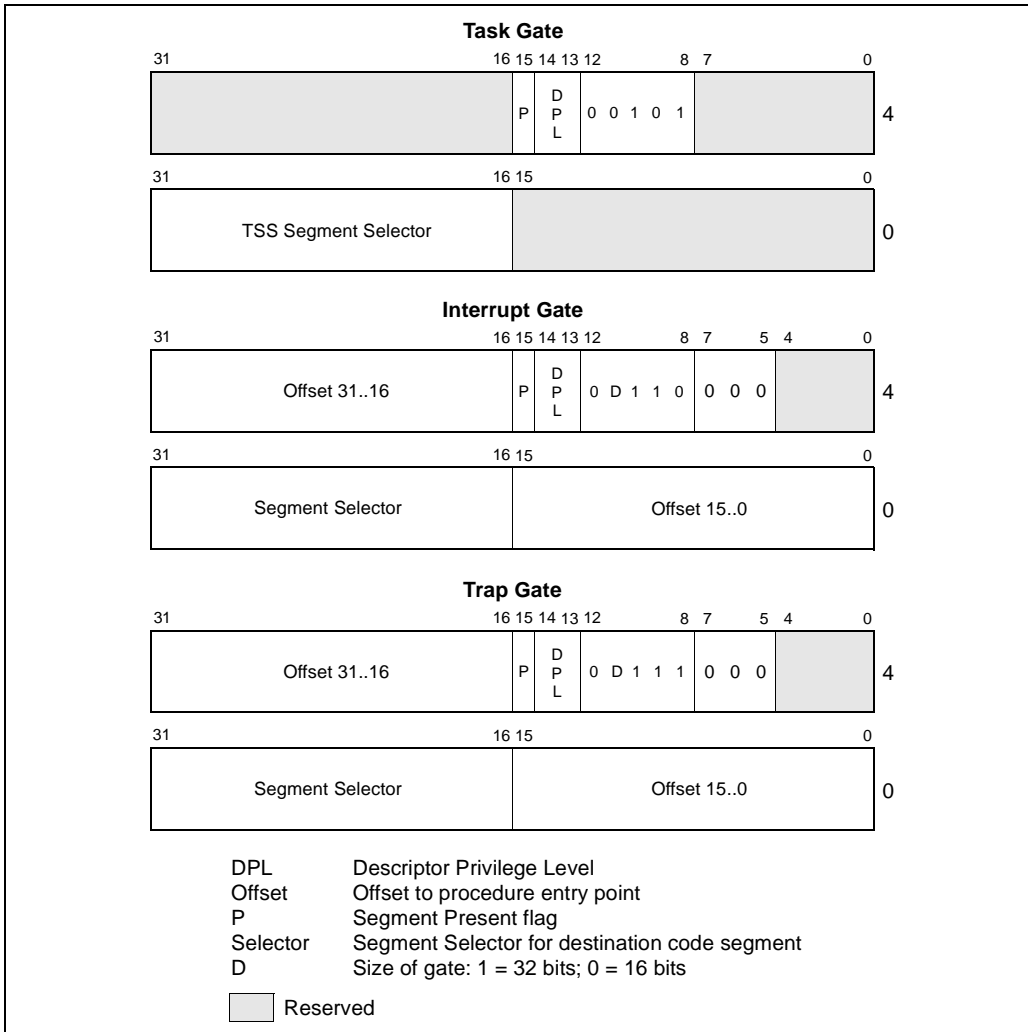 Task Gate
31 16 15 14 13 12 8 7 0
P D P L 0 0 1 0 1 4
31 16 15 0
TSS Segment Selector 0
Interrupt Gate
31 16 15 14 13 12 8 7 5 4 0
Offset 31..16 P D P L 0 D 1 1 0 0 0 0 4
31 16 15 0
Segment Selector Offset 15..0 0
Trap Gate
31 16 15 14 13 12 8 7 5 4 0
Offset 31..16 P D P L 0 D 1 1 1 0 0 0 4
31 16 15 0
Segment Selector Offset 15..0 0
DPL Descriptor Privilege Level
Offset Offset to procedure entry point
P Segment Present flag
Selector Segment Selector for destination code segment
D Size of gate: 1 = 32 bits; 0 = 16 bits
Reserved